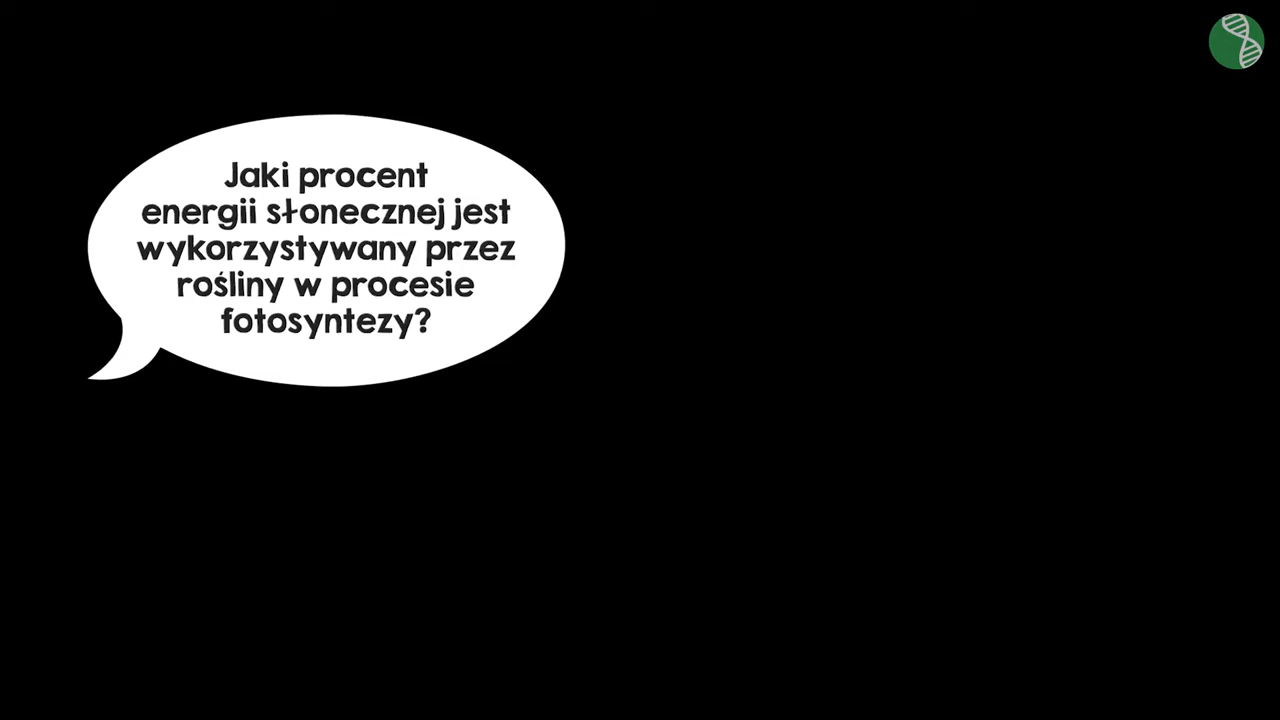 Jaki procent
energii słonecznej jest
wykorzystywany przez
rośliny w procesie
fotosyntezy?